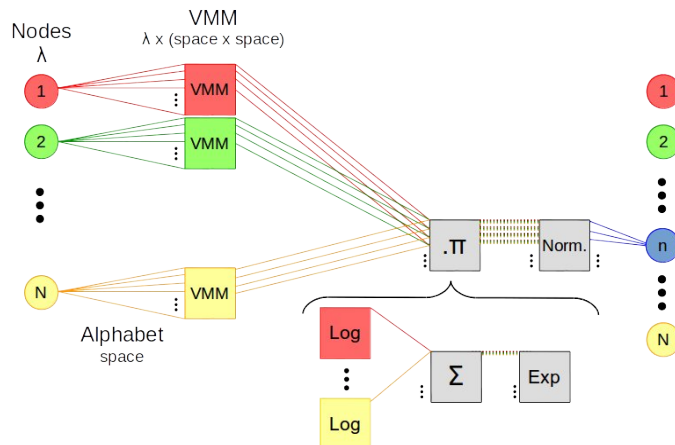 Nodes
λ
VMM
λ x (space x space)
1
VMM
1
2
VMM
2
.π
Norm.
n
N
VMM
Alphabet
space
Log
Σ
Exp
Log
N